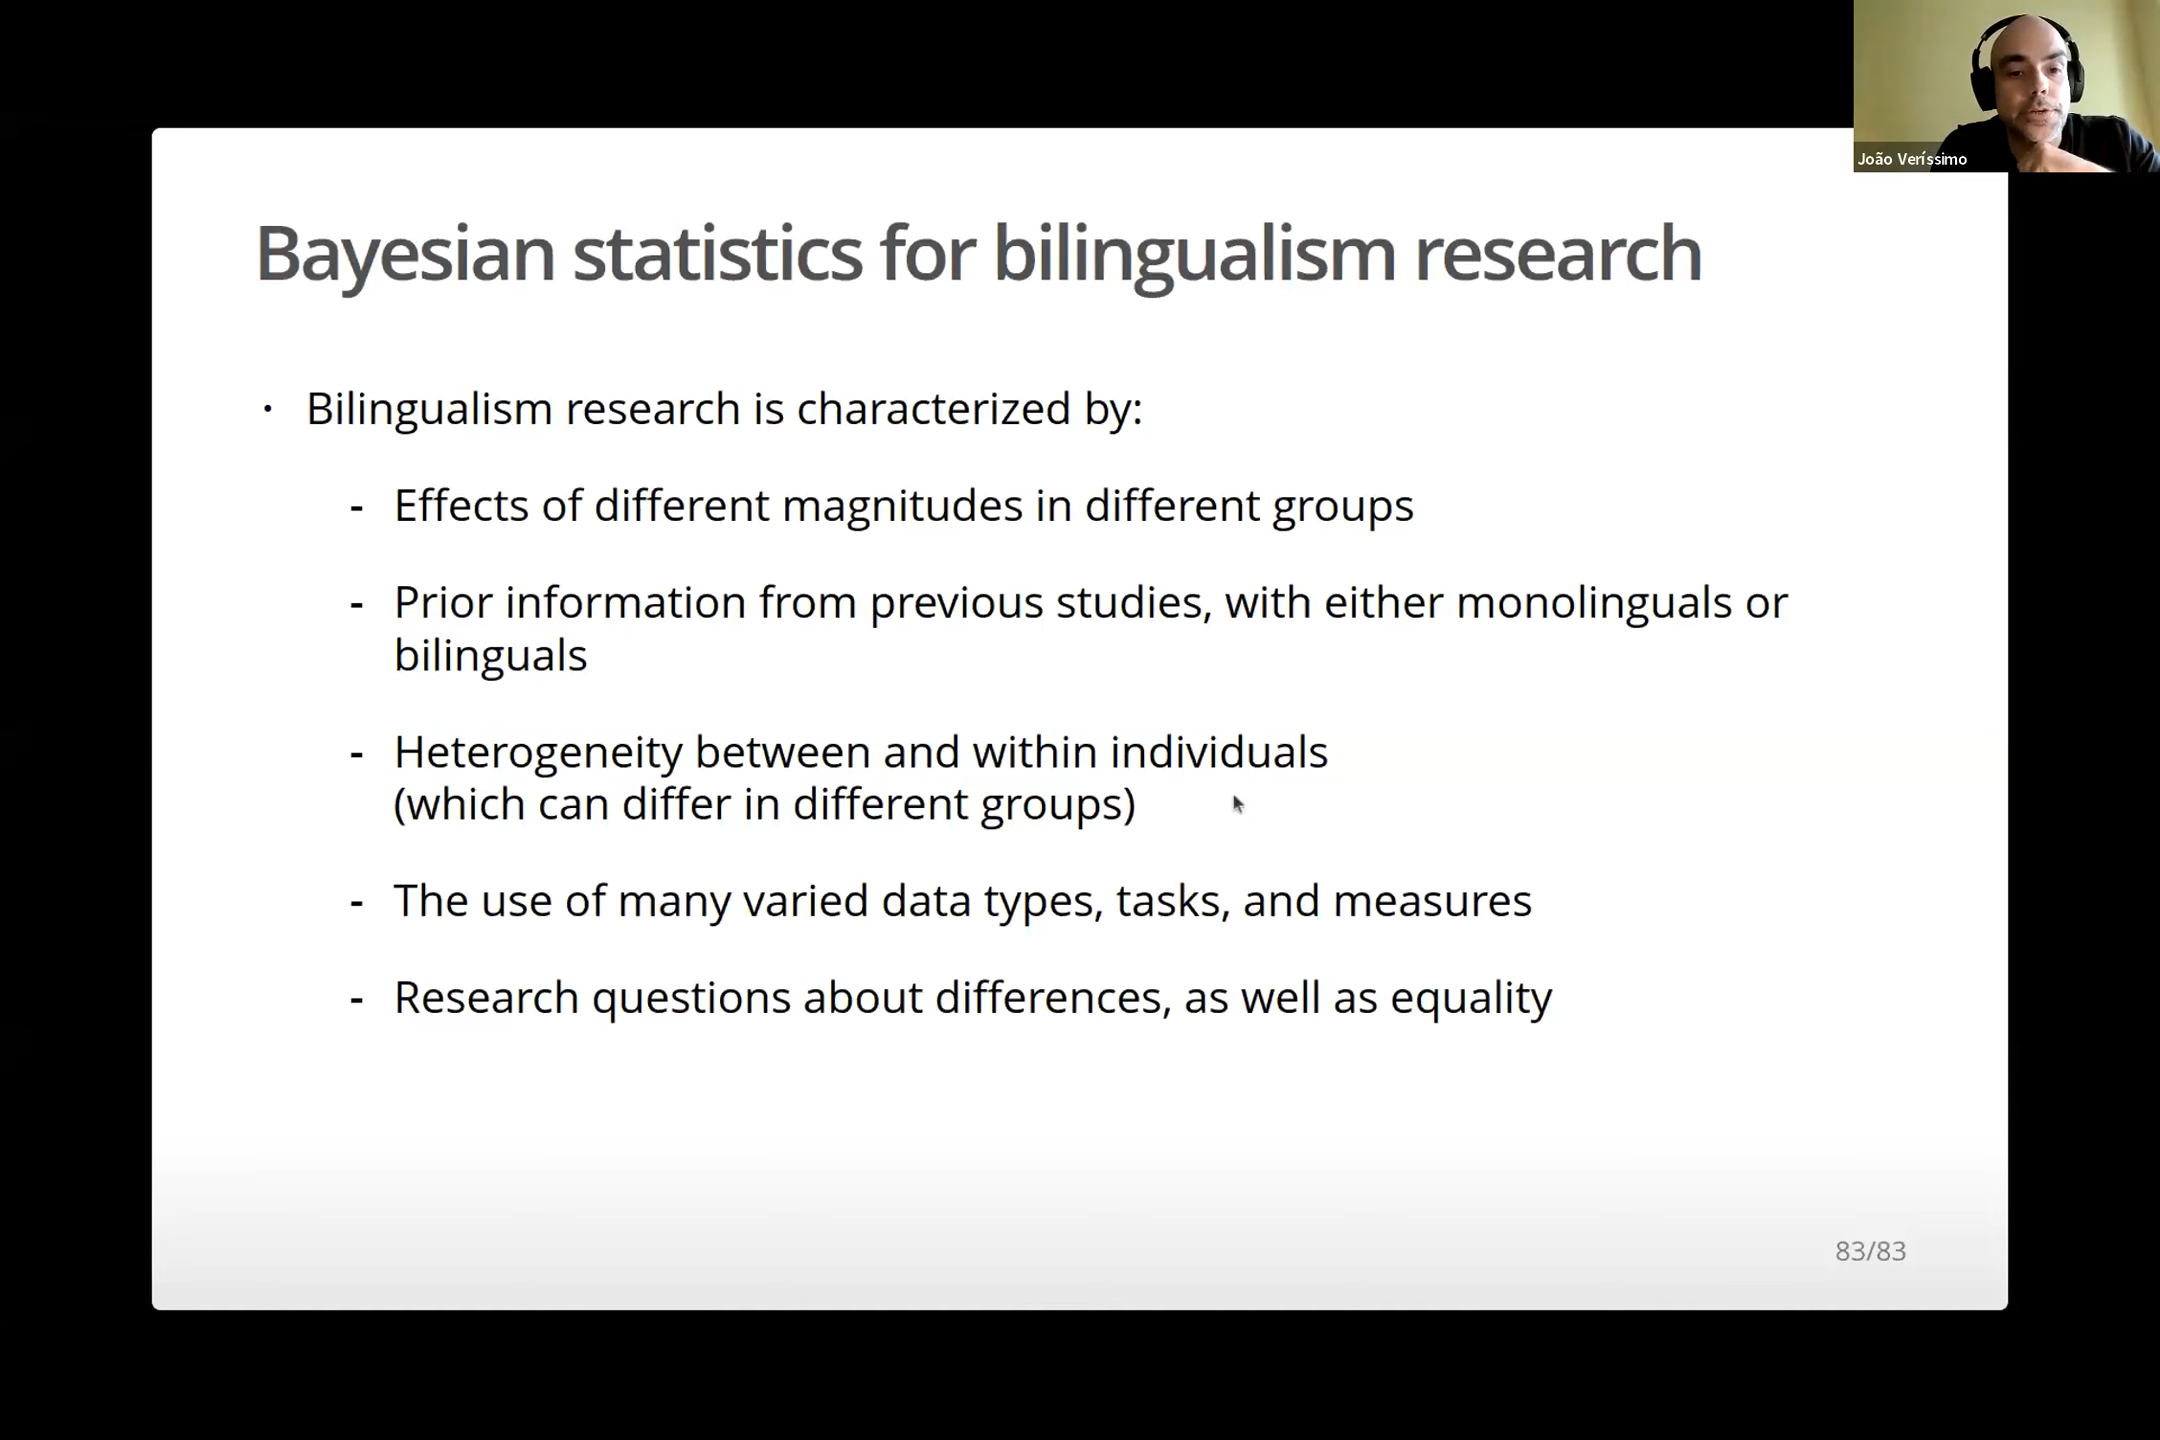 João Veríssimo
Bayesian statistics for bilingualism research
· Bilingualism research is characterized by:
- Effects of different magnitudes in different groups
- Prior information from previous studies, with either monolinguals or
bilinguals
- Heterogeneity between and within individuals
(which can differ in different groups)
- The use of many varied data types, tasks, and measures
- Research questions about differences, as well as equality
83/83